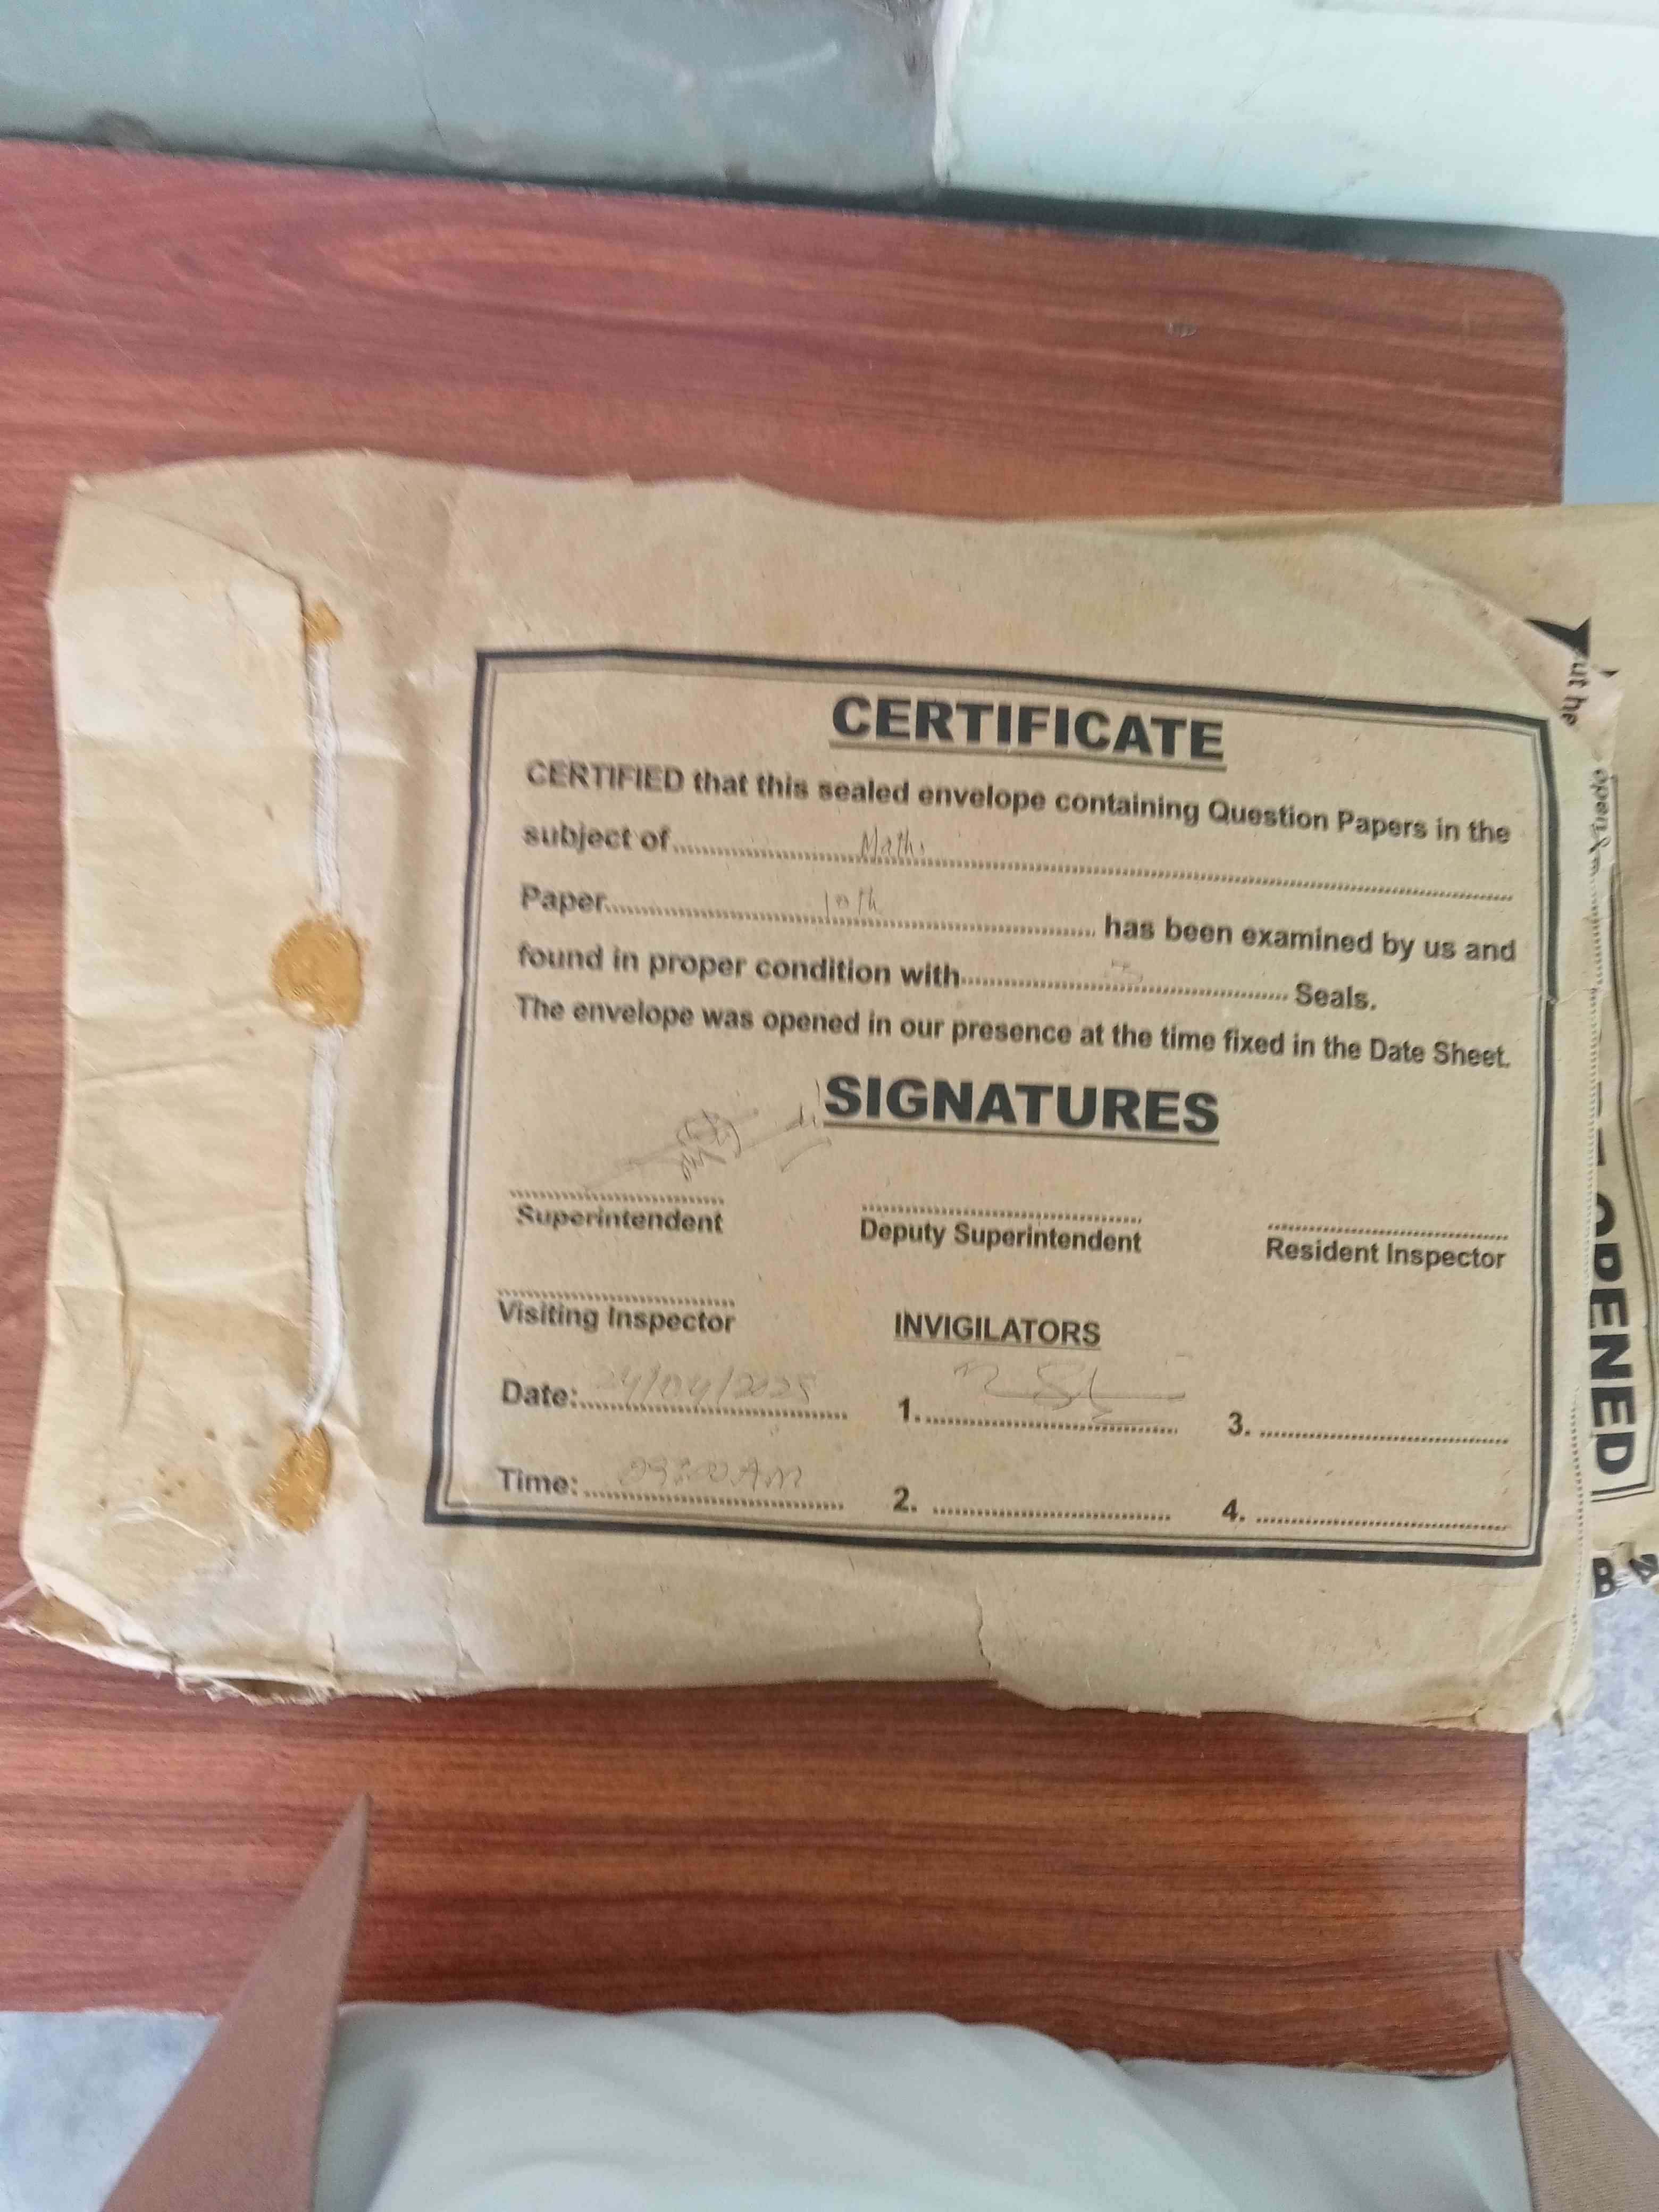 CERTIFICATE
CERTIFIED that this sealed envelope containing Question Papers in the
subject of Maths
Paper 10th has been examined by us and
found in proper condition with 3 Seals.
The envelope was opened in our presence at the time fixed in the Date Sheet.
SIGNATURES
Superintendent
Deputy Superintendent
Resident Inspector
Visiting Inspector
INVIGILATORS
Date: 24/04/2025
1.
3.
Time: 09:00 AM
2.
4.
ut he
OPENED
B